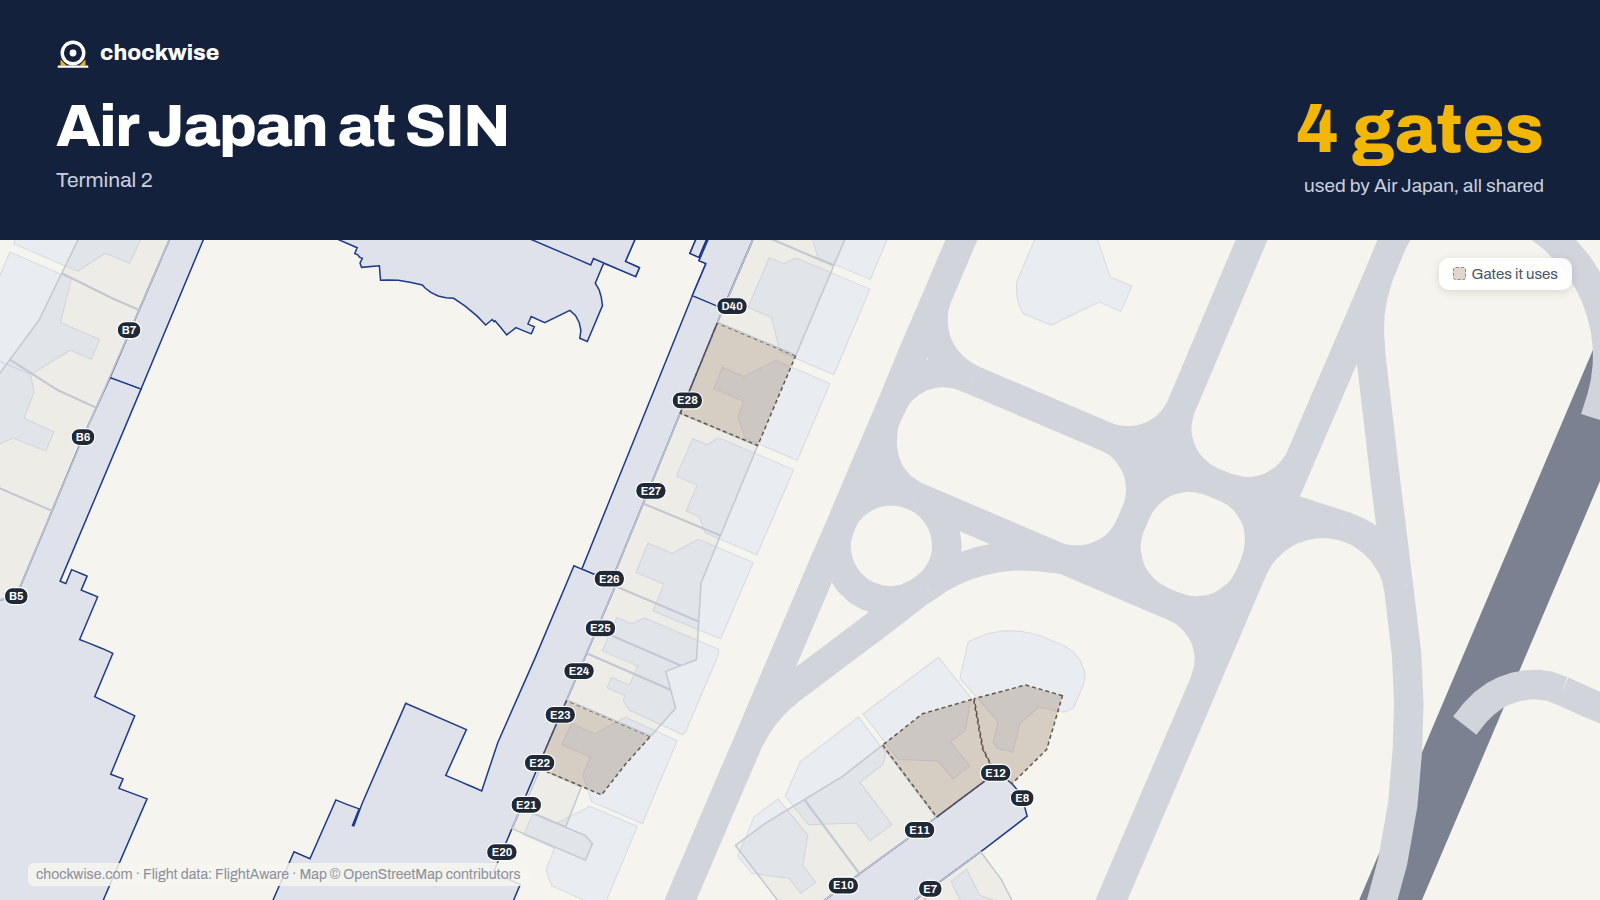 chockwise
Air Japan at SIN
Terminal 2
4 gates
used by Air Japan, all shared
Gates it uses
D40
B7
E28
B6
E27
E26
B5
E25
E24
E23
E22
E12
E8
E21
E11
E20
E10
E7
chockwise.com · Flight data: FlightAware · Map © OpenStreetMap contributors